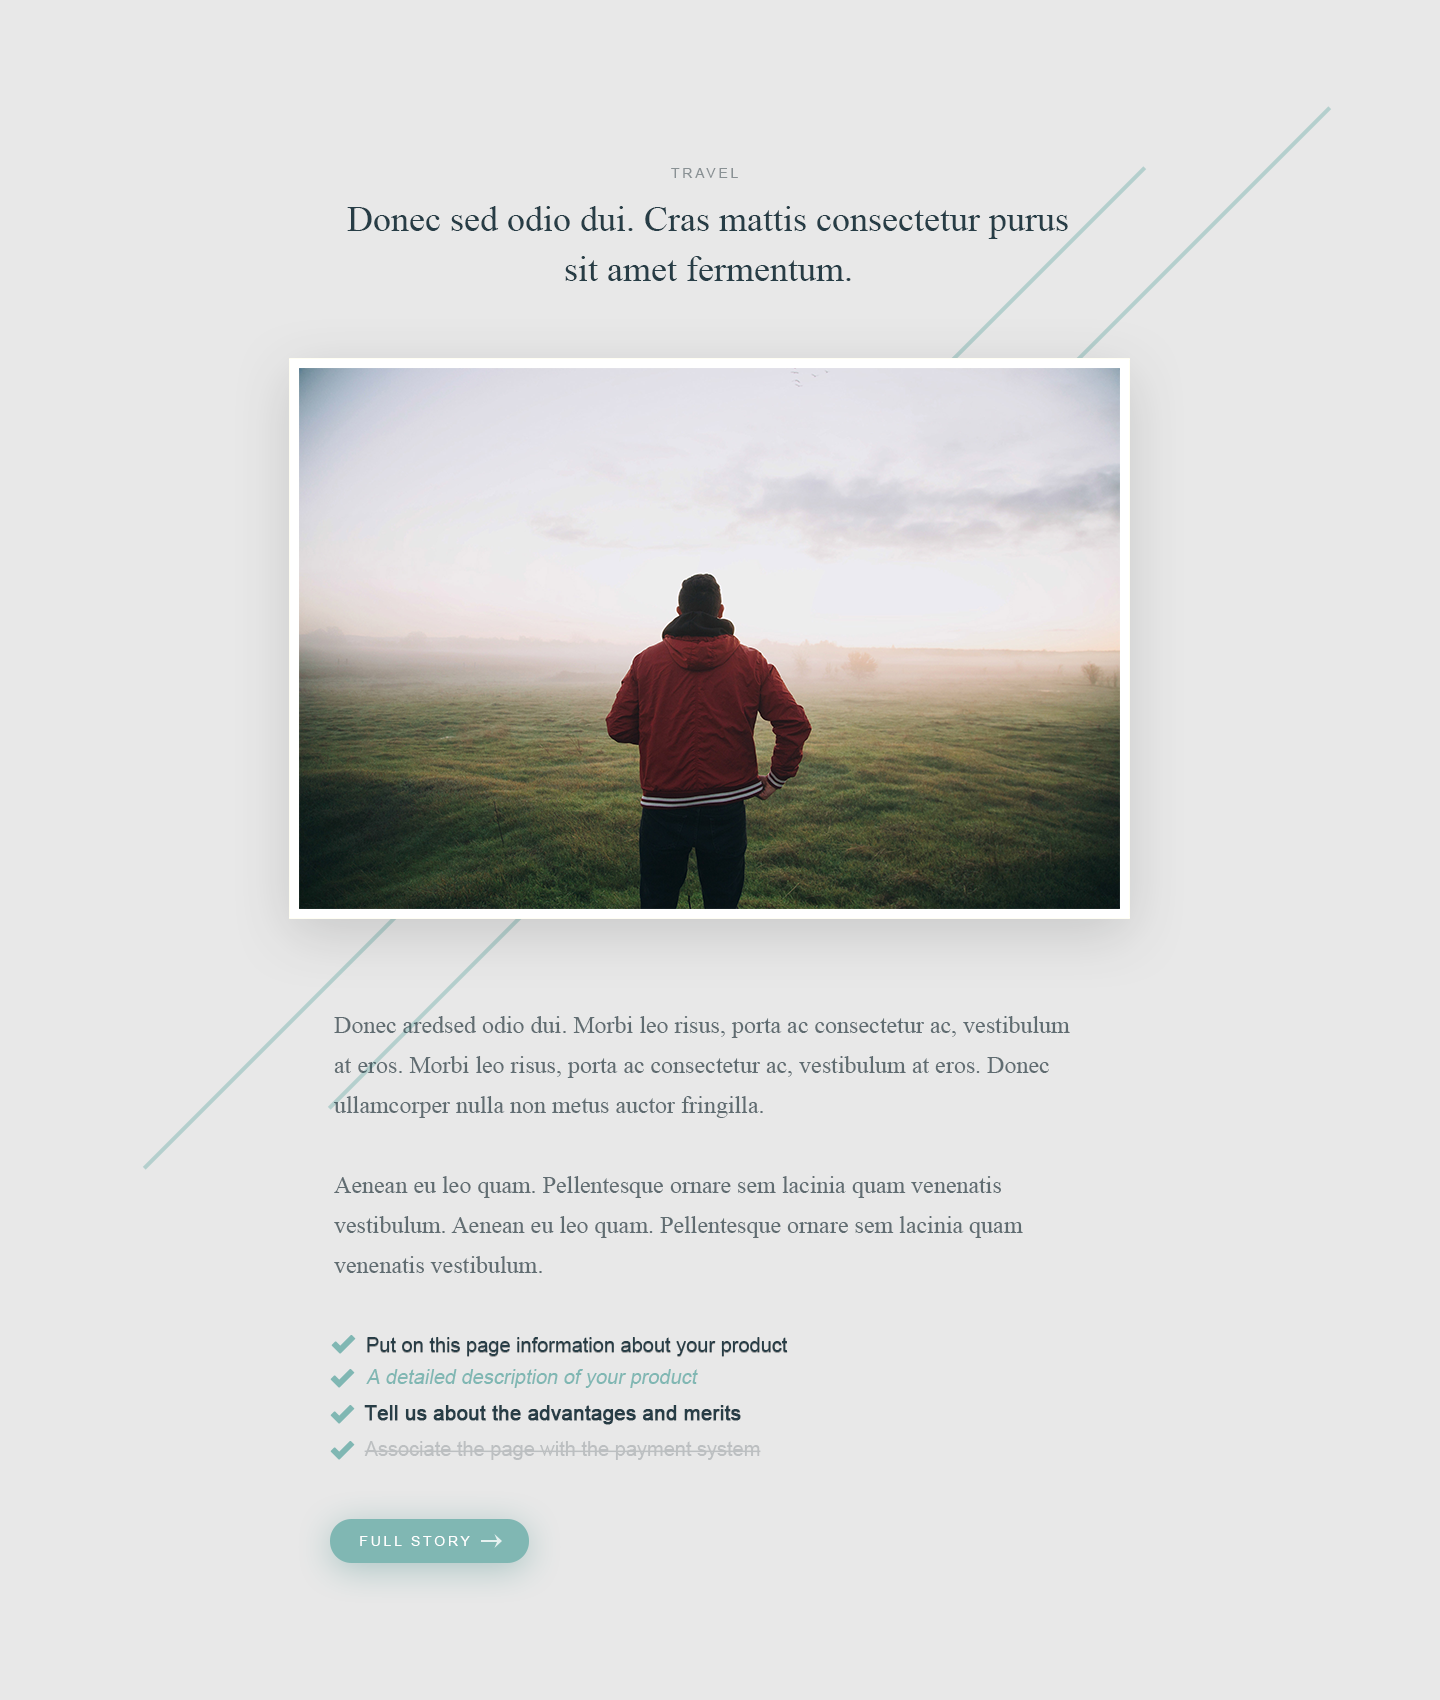 TRAVEL
Donec sed odio dui. Cras mattis consectetur purus
sit amet fermentum.
Donec aredsed odio dui. Morbi leo risus, porta ac consectetur ac, vestibulum
at eros. Morbi leo risus, porta ac consectetur ac, vestibulum at eros. Donec
ullamcorper nulla non metus auctor fringilla.
Aenean eu leo quam. Pellentesque ornare sem lacinia quam venenatis
vestibulum. Aenean eu leo quam. Pellentesque ornare sem lacinia quam
venenatis vestibulum.
Put on this page information about your product
A detailed description of your product
Tell us about the advantages and merits
Associate the page with the payment system
FULL STORY